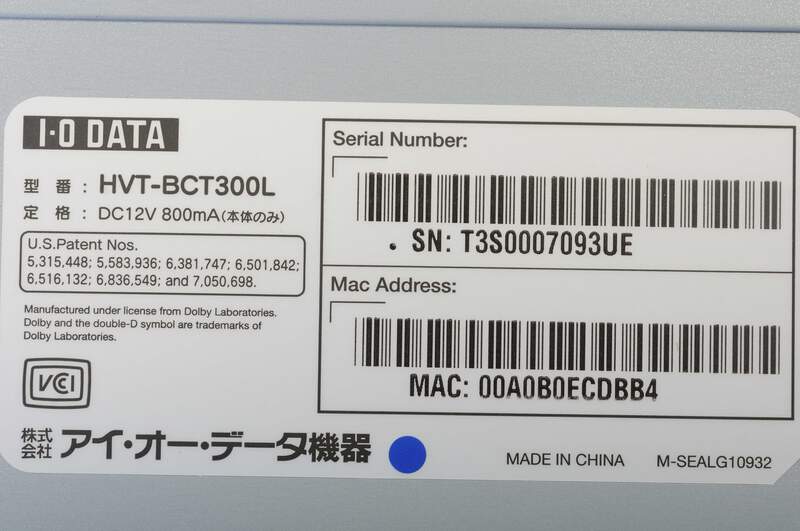 I·O DATA
型 番 : HVT-BCT300L
定 格 : DC12V 800mA(本体のみ)
U.S.Patent Nos.
5,315,448; 5,583,936; 6,381,747; 6,501,842;
6,516,132; 6,836,549; and 7,050,698.
Manufactured under license from Dolby Laboratories.
Dolby and the double-D symbol are trademarks of
Dolby Laboratories.
VCI
株式会社 アイ・オー・データ機器
Serial Number:
SN: T3S0007093UE
Mac Address:
MAC: 00A0B0ECDBB4
MADE IN CHINA M-SEALG10932